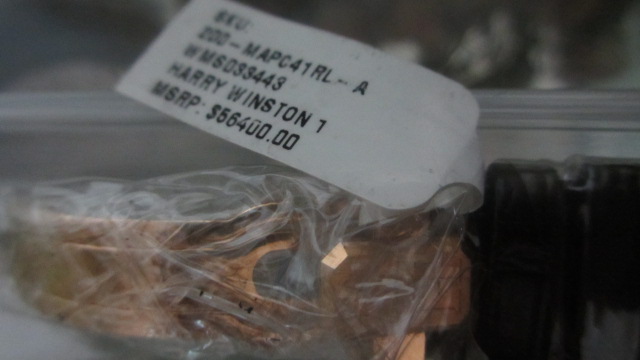 SKU:
200-MAPC41RL-A
WMS033443
HARRY WINSTON 1
MSRP: $56400.00